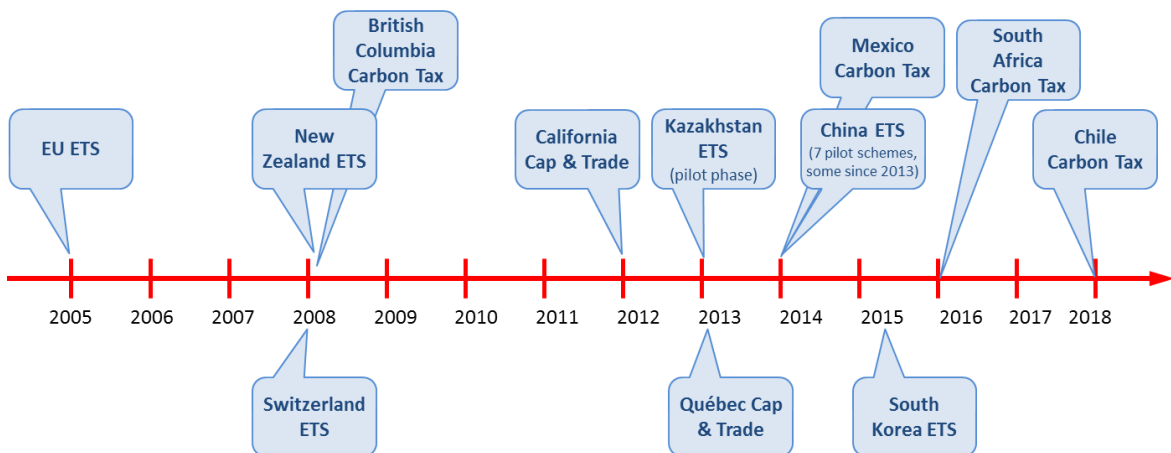 British
Columbia
Carbon Tax
Mexico
Carbon Tax
South
Africa
Carbon Tax
EU ETS
New
Zealand ETS
California
Cap & Trade
Kazakhstan
ETS
(pilot phase)
China ETS
(7 pilot schemes,
some since 2013)
Chile
Carbon Tax
2005 2006 2007 2008 2009 2010 2011 2012 2013 2014 2015 2016 2017 2018
Switzerland
ETS
Québec Cap
& Trade
South
Korea ETS